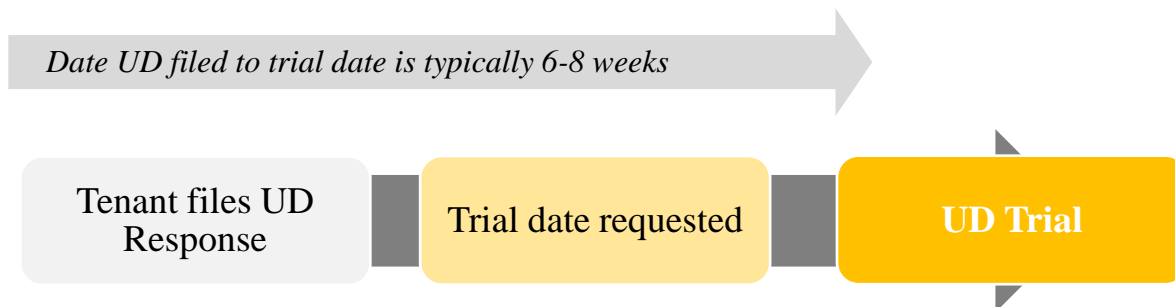 Date UD filed to trial date is typically 6-8 weeks
Tenant files UD
Response
Trial date requested
UD Trial